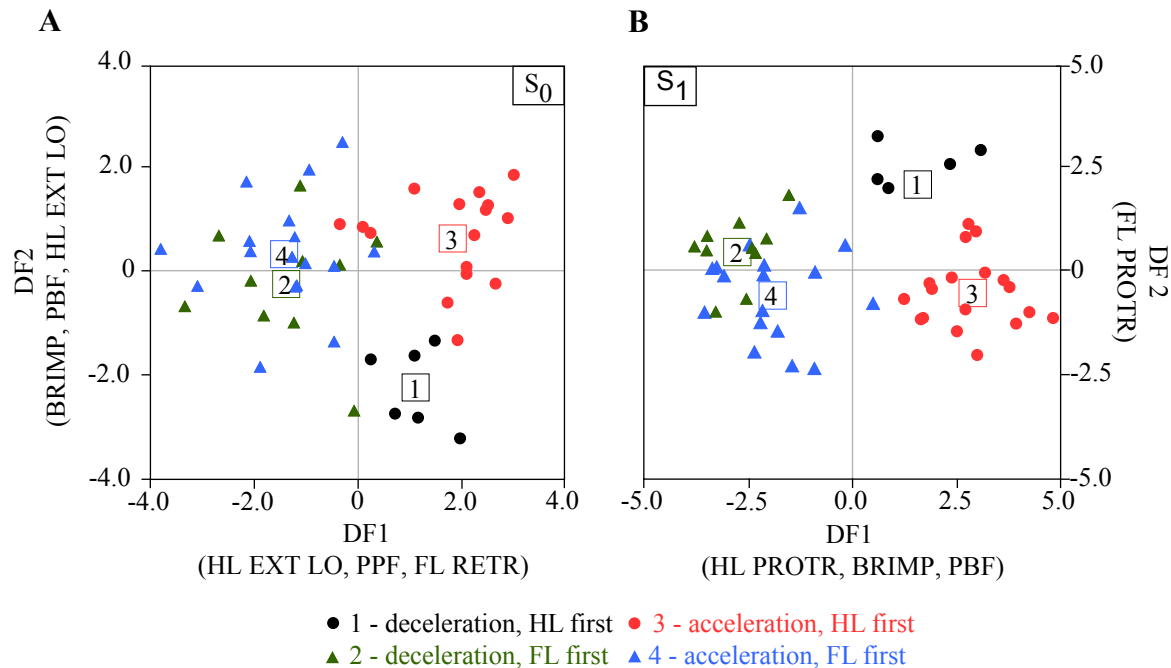 A
B
4.0
2.0
0
-2.0
-4.0
S0
4
2
3
1
-4.0
-2.0
0
2.0
4.0
DF2
(BRIMP, PBF, HL EXT LO)
DF1
(HL EXT LO, PPF, FL RETR)
S1
5.0
2.5
0
-2.5
-5.0
1
2
4
3
-5.0
-2.5
0.0
2.5
5.0
DF 2
(FL PROTR)
DF1
(HL PROTR, BRIMP, PBF)
1 - deceleration, HL first
3 - acceleration, HL first
2 - deceleration, FL first
4 - acceleration, FL first